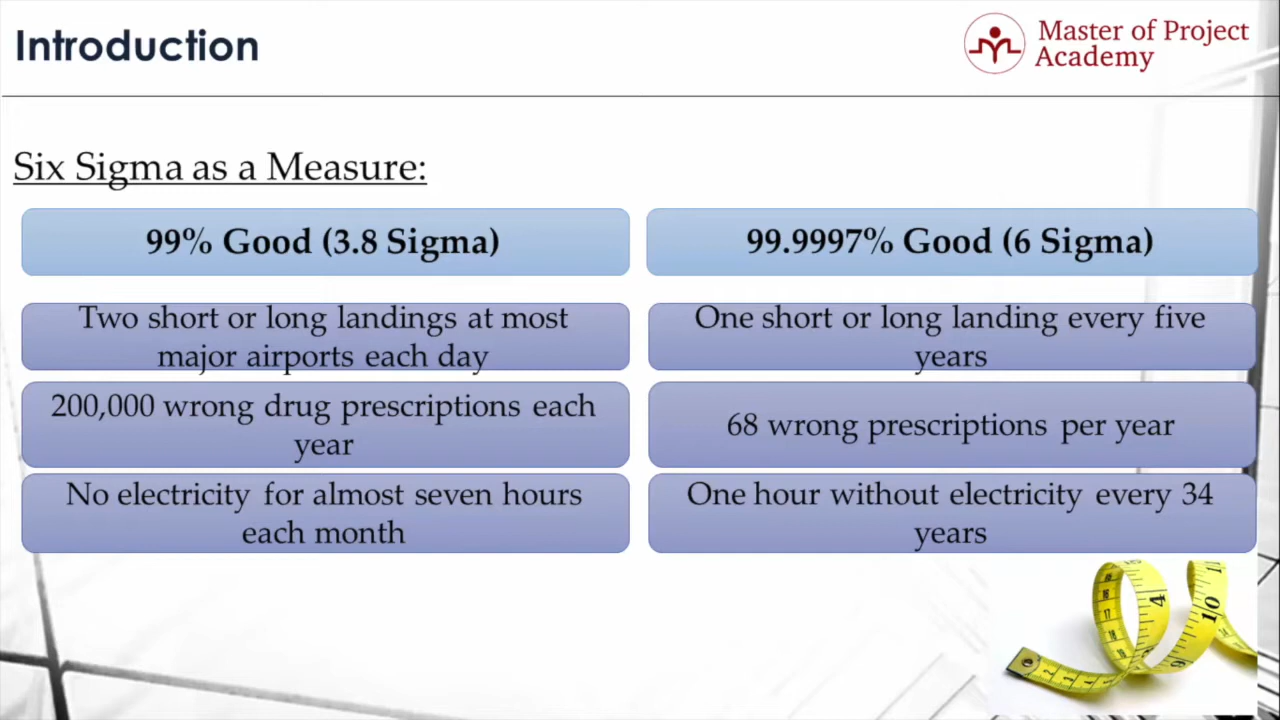 Introduction
Master of Project
Academy
Six Sigma as a Measure:
99% Good (3.8 Sigma)
99.9997% Good (6 Sigma)
Two short or long landings at most
major airports each day
One short or long landing every five
years
200,000 wrong drug prescriptions each
year
68 wrong prescriptions per year
No electricity for almost seven hours
each month
One hour without electricity every 34
years